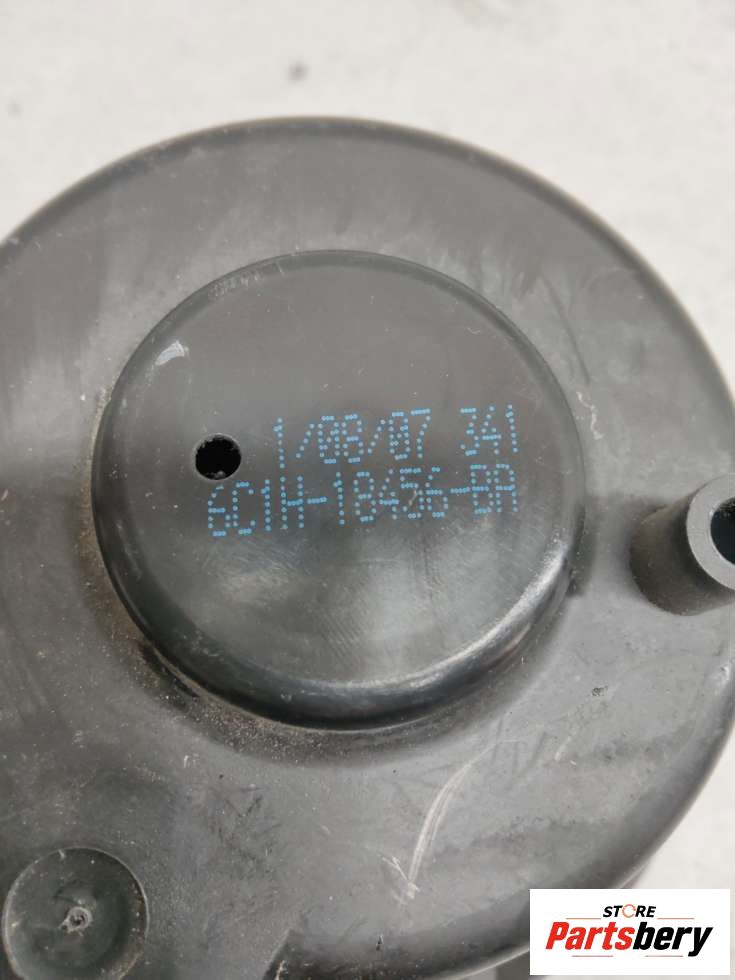 1/08/07 341
6C1H-18456-BA
STORE
Partsbery